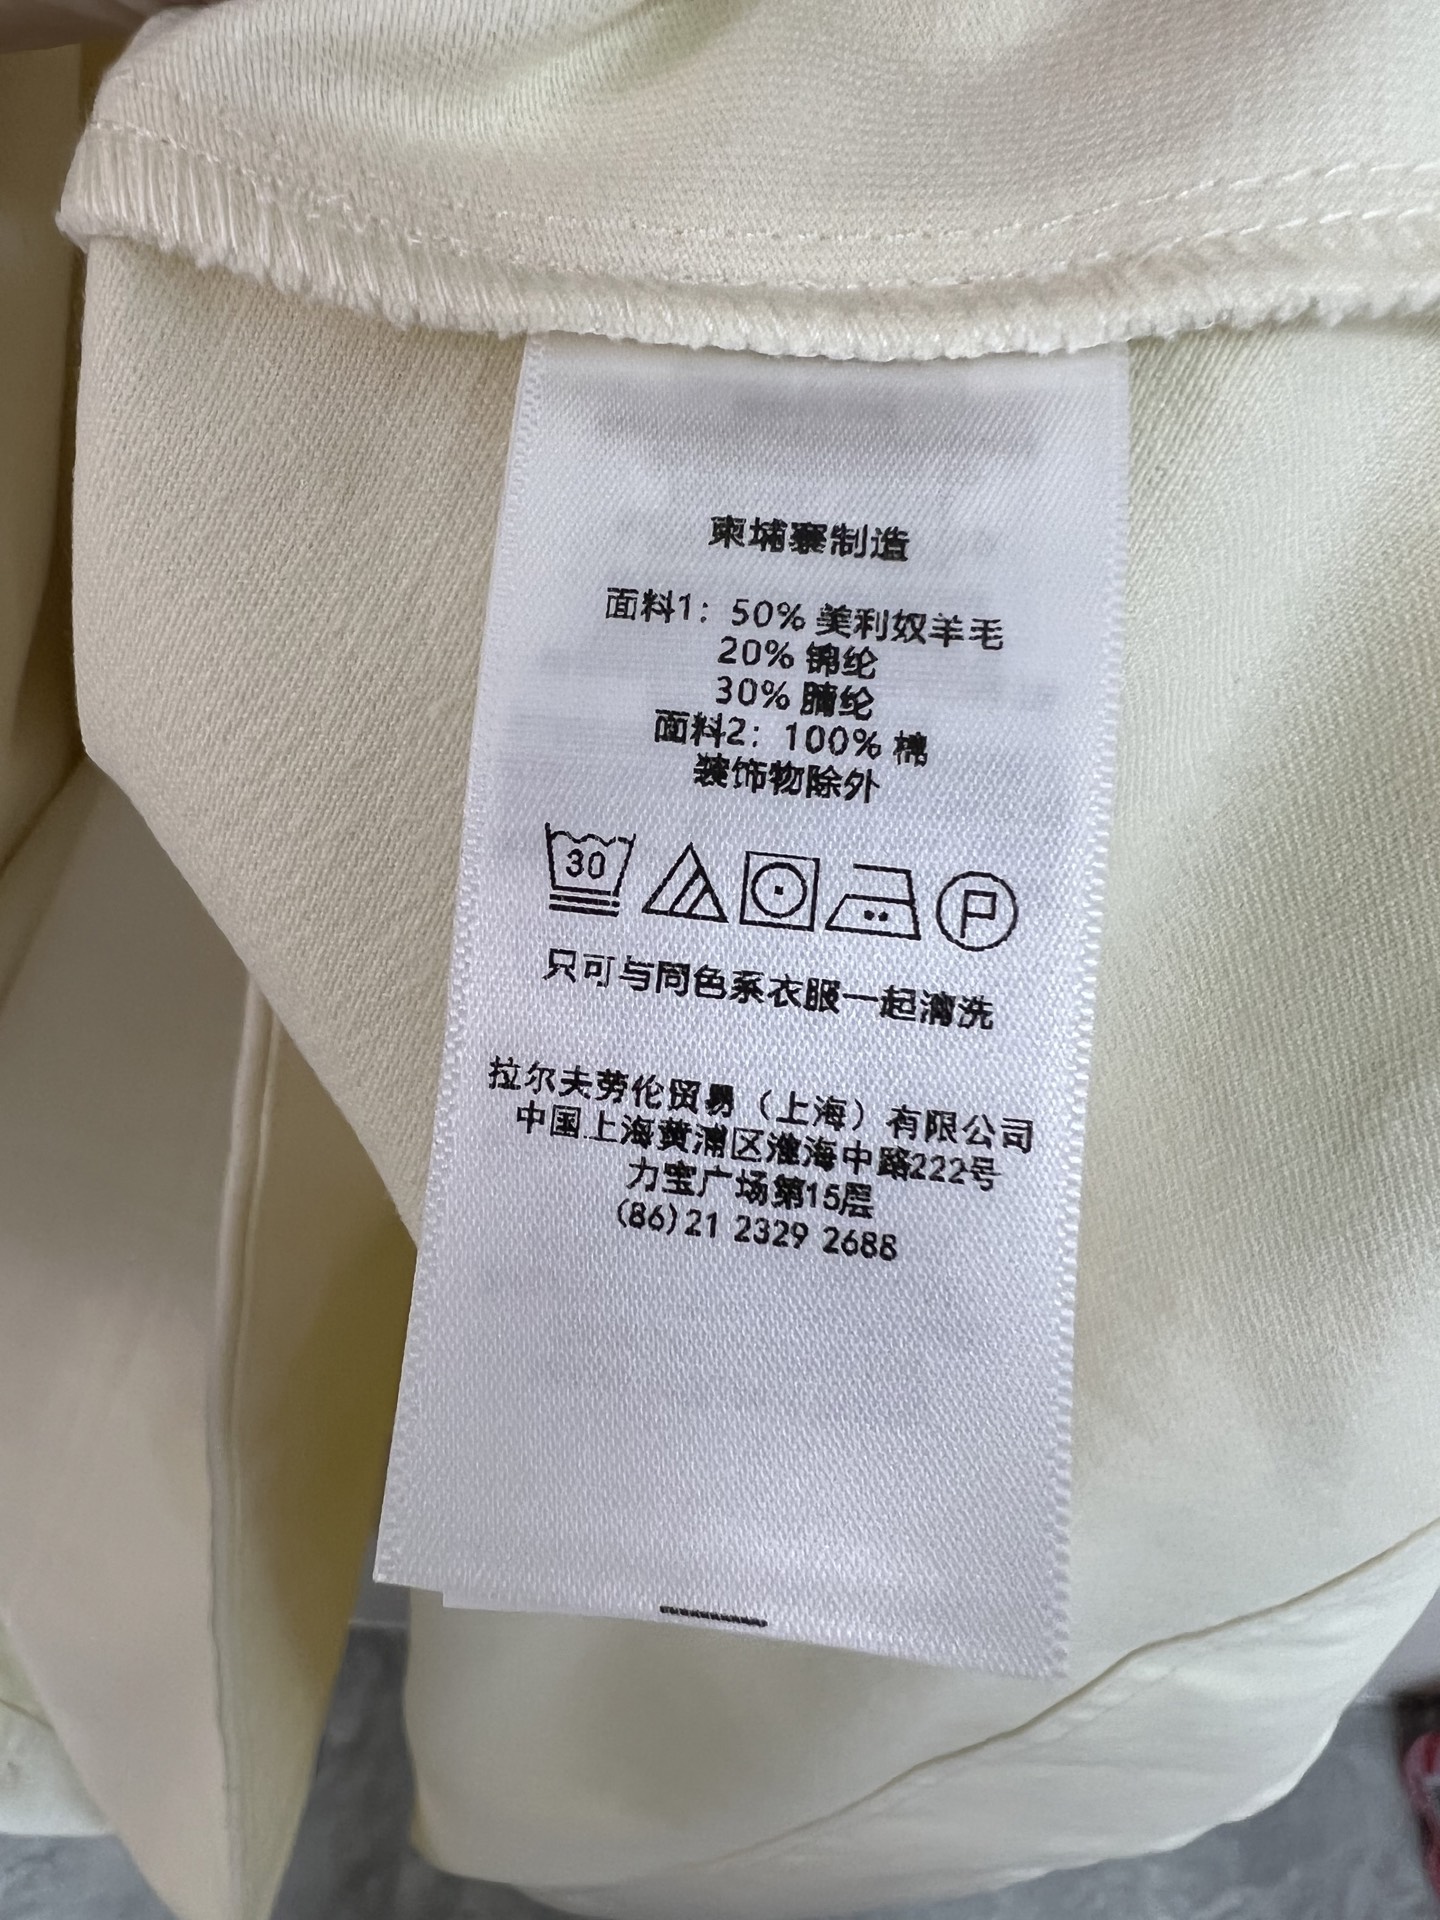 柬埔寨制造
面料1：50% 美利奴羊毛
20% 锦纶
30% 腈纶
面料2：100% 棉
装饰物除外
30
P
只可与同色系衣服一起清洗
拉尔夫劳伦贸易（上海）有限公司
中国上海黄浦区淮海中路222号
力宝广场第15层
(86)21 2329 2688